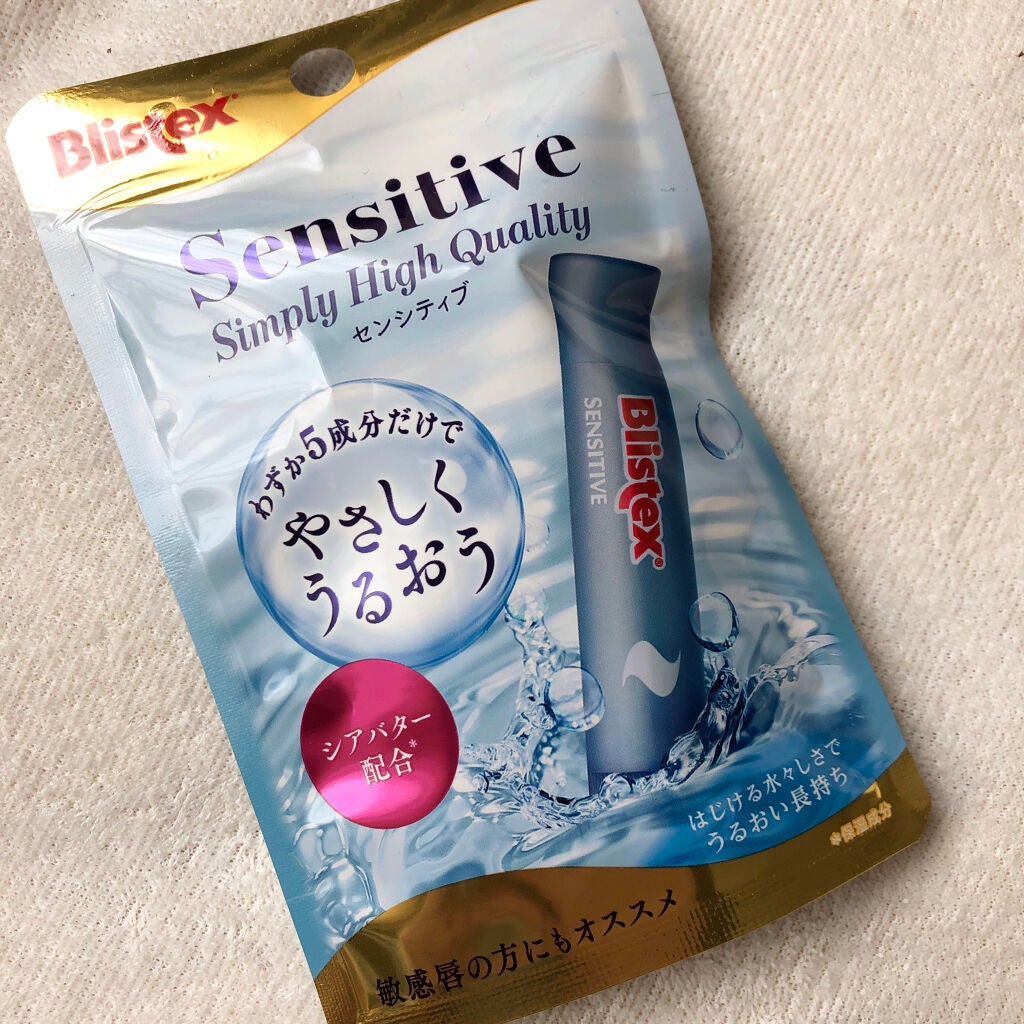 Blistex®
Sensitive
Simply High Quality
センシティブ
わずか5成分だけで
やさしく
うるおう
Blistex®
SENSITIVE
シアバター
配合*
はじける水々しさで
うるおい長持ち
*保湿成分
敏感唇の方にもオススメ